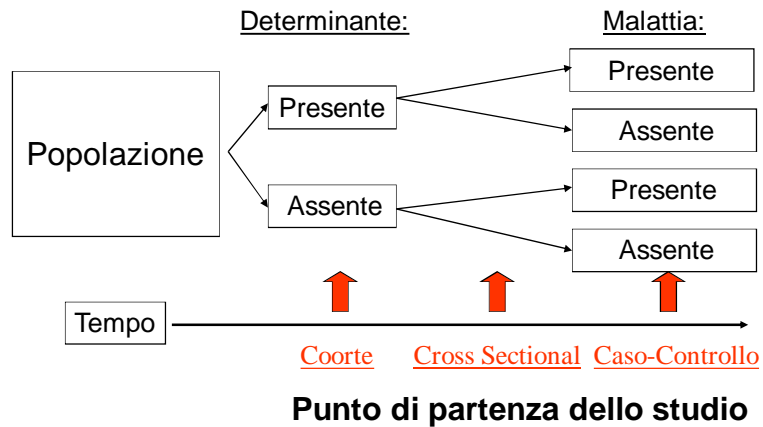 Determinante: Malattia:
Presente
Presente
Assente
Popolazione
Presente
Assente
Assente
Tempo
Coorte Cross Sectional Caso-Controllo
Punto di partenza dello studio